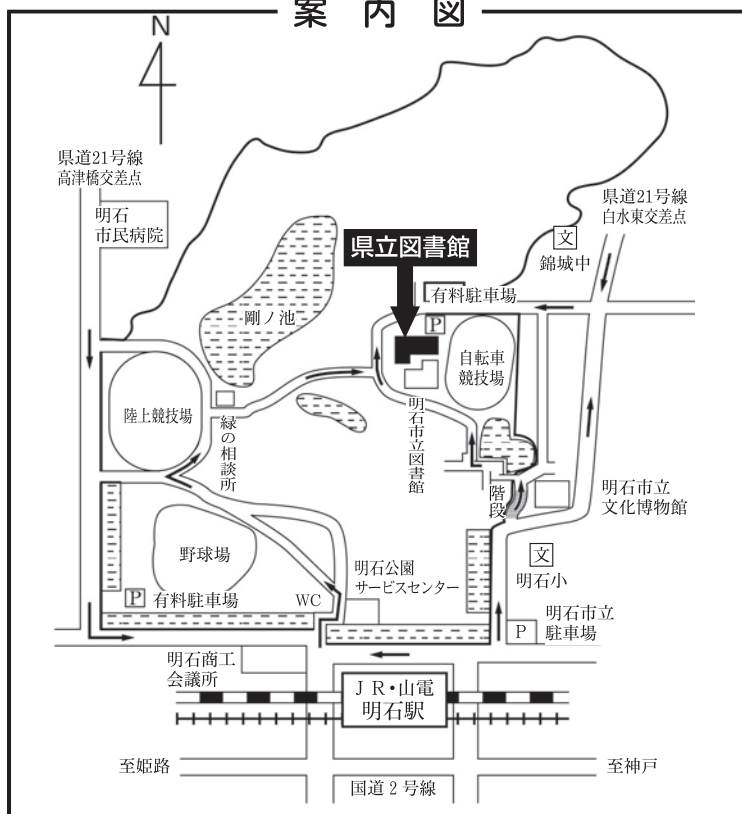 案内図
N
県道21号線
高津橋交差点
明石
市民病院
県道21号線
白水東交差点
文
錦城中
県立図書館
有料駐車場
P
剛ノ池
自転車
競技場
陸上競技場
緑の相談所
明石市立図書館
階段
明石市立
文化博物館
野球場
P 有料駐車場
WC
明石公園
サービスセンター
文
明石小
P
明石市立
駐車場
明石商工
会議所
JR・山電
明石駅
至姫路
至神戸
国道2号線